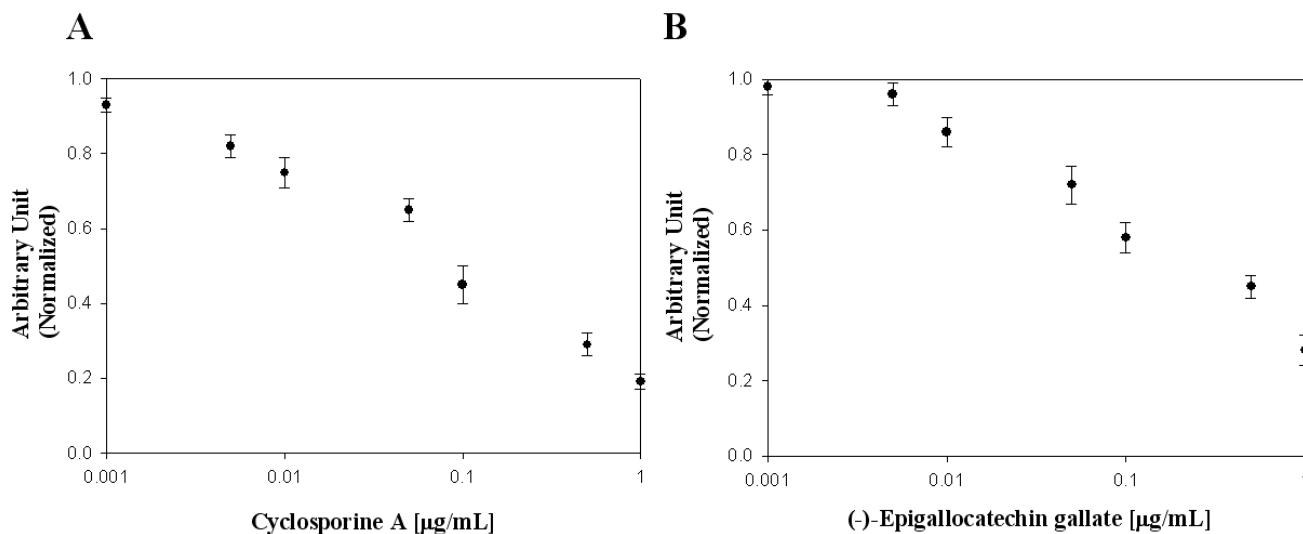 A
1.0
0.8
0.6
0.4
0.2
0.0
Arbitrary Unit
(Normalized)
0.001
0.01
0.1
1
Cyclosporine A [µg/mL]
B
1.0
0.8
0.6
0.4
0.2
0.0
Arbitrary Unit
(Normalized)
0.001
0.01
0.1
1
(-)-Epigallocatechin gallate [µg/mL]